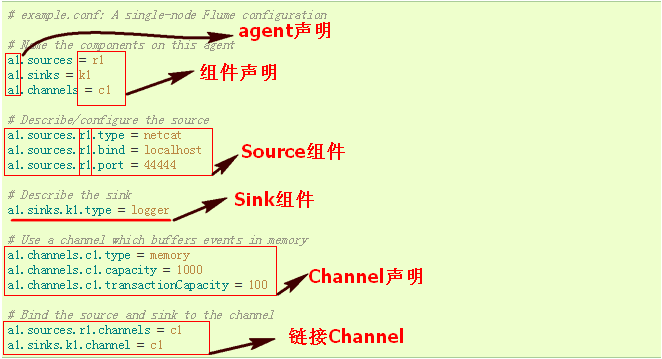 # example.conf: A single-node Flume configuration
agent声明
# Name the components on this agent
a1.sources = r1
a1.sinks = k1
组件声明
a1.channels = c1
# Describe/configure the source
a1.sources.r1.type = netcat
a1.sources.r1.bind = localhost
Source组件
a1.sources.r1.port = 44444
# Describe the sink
Sink组件
a1.sinks.k1.type = logger
# Use a channel which buffers events in memory
a1.channels.c1.type = memory
a1.channels.c1.capacity = 1000
Channel声明
a1.channels.c1.transactionCapacity = 100
# Bind the source and sink to the channel
a1.sources.r1.channels = c1
链接Channel
a1.sinks.k1.channel = c1